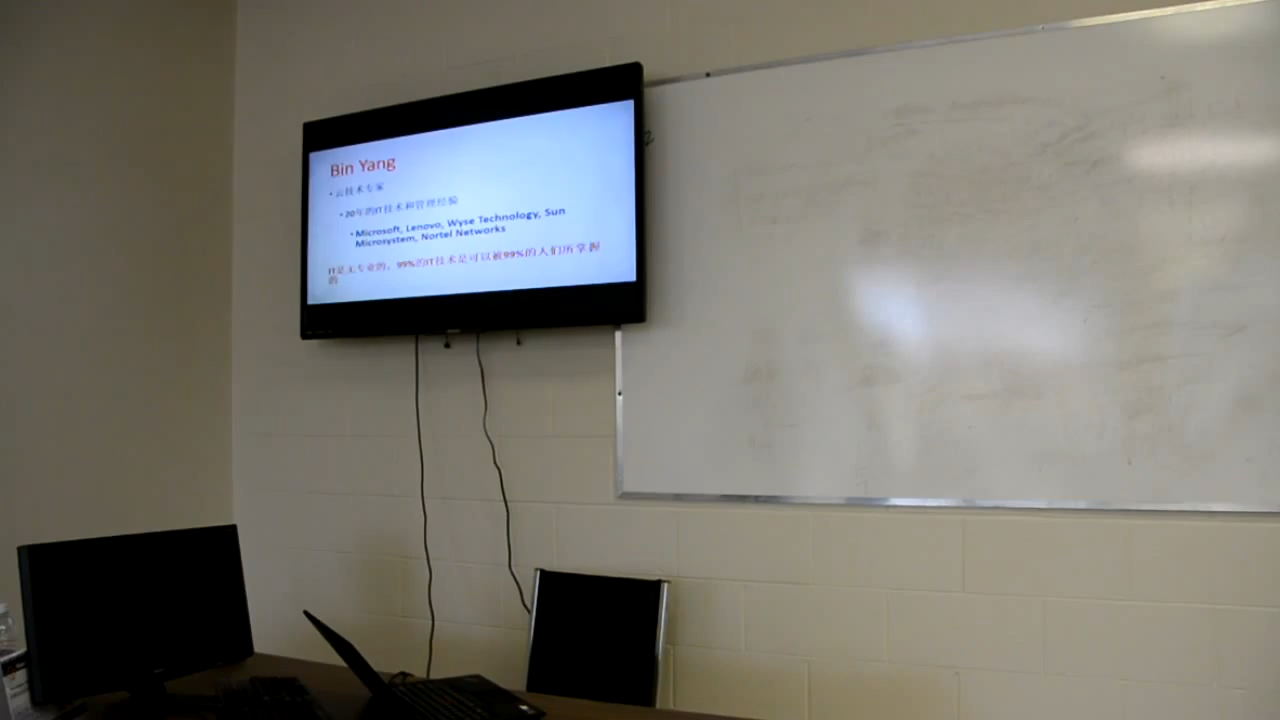 Bin Yang
• 云技术专家
• 20年的IT技术和管理经验
• Microsoft, Lenovo, Wyse Technology, Sun
Microsystem, Nortel Networks
IT是无专业的，99%的IT技术是可以被99%的人们所掌握
的